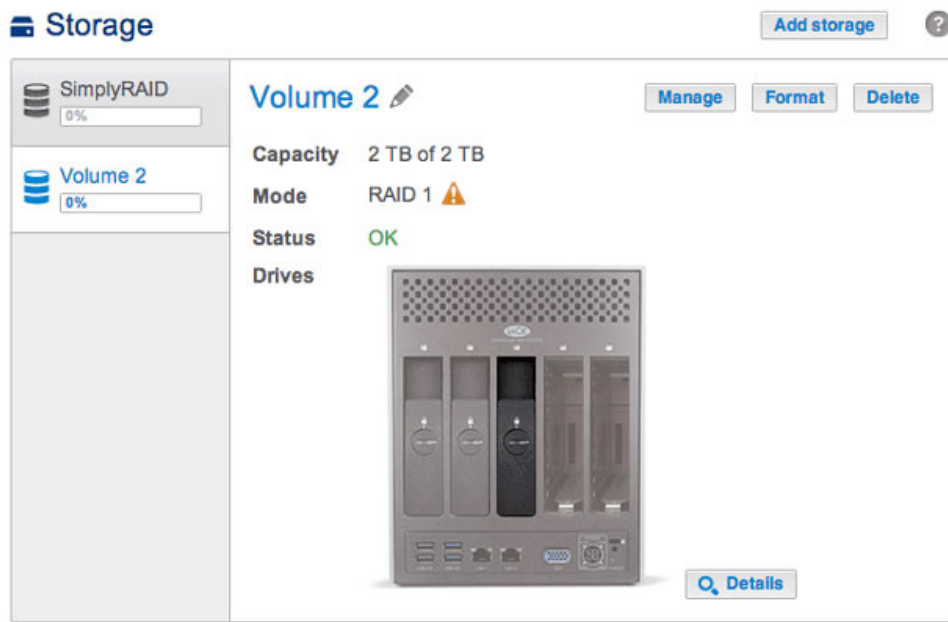 Storage
Add storage
?
SimplyRAID
0%
Volume 2
0%
Volume 2
Manage
Format
Delete
Capacity 2 TB of 2 TB
Mode RAID 1
Status OK
Drives
LACIE
Details